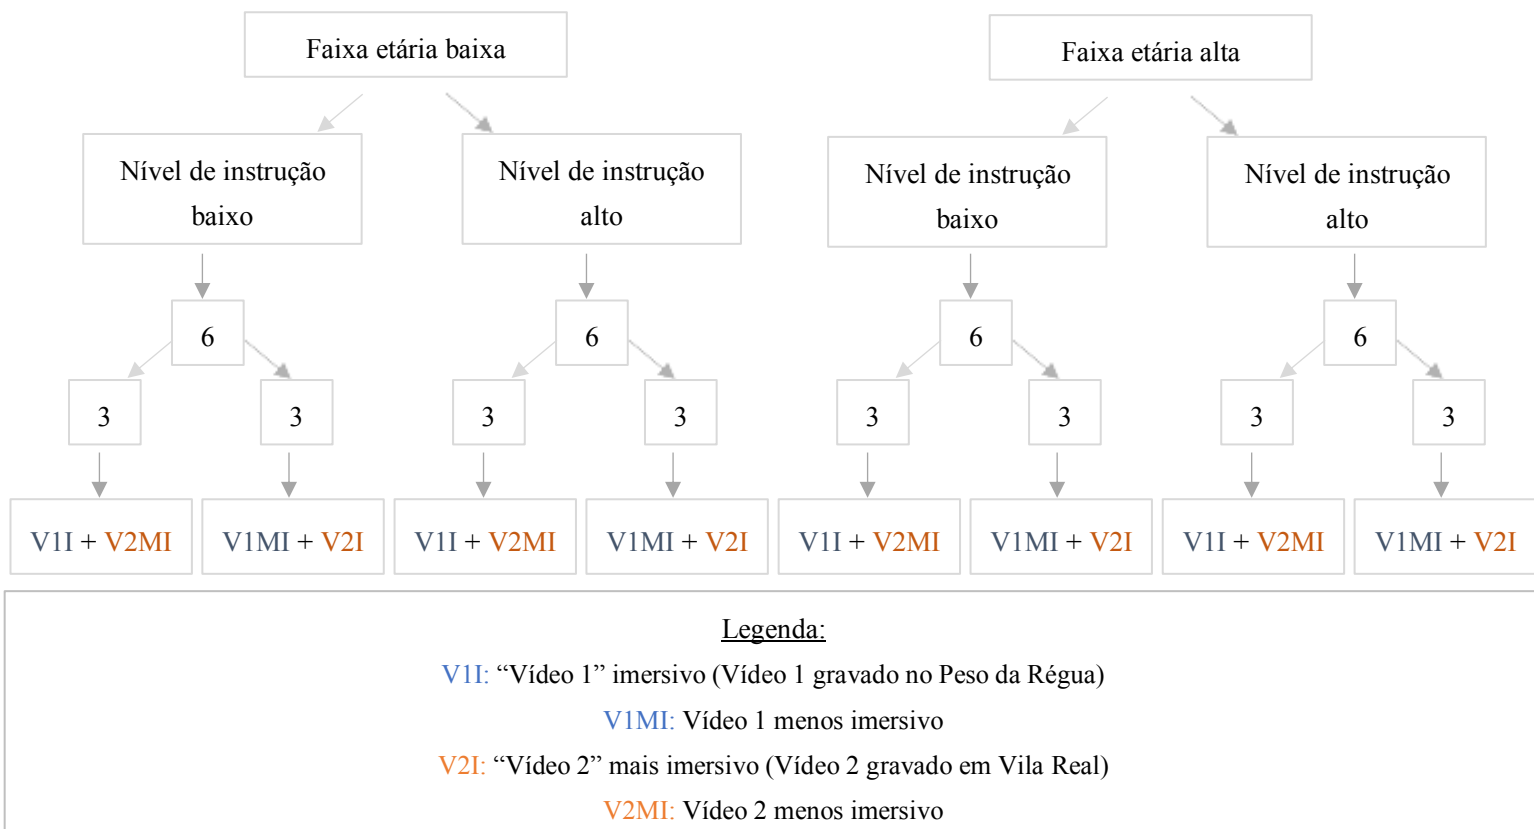 Faixa etária baixa
Faixa etária alta
Nível de instrução
baixo
Nível de instrução
alto
Nível de instrução
baixo
Nível de instrução
alto
6
6
6
6
3
3
3
3
3
3
3
3
V1I + V2MI
V1MI + V2I
V1I + V2MI
V1MI + V2I
V1I + V2MI
V1MI + V2I
V1I + V2MI
V1MI + V2I
Legenda:
V1I: “Vídeo 1” imersivo (Vídeo 1 gravado no Peso da Régua)
V1MI: Vídeo 1 menos imersivo
V2I: “Vídeo 2” mais imersivo (Vídeo 2 gravado em Vila Real)
V2MI: Vídeo 2 menos imersivo